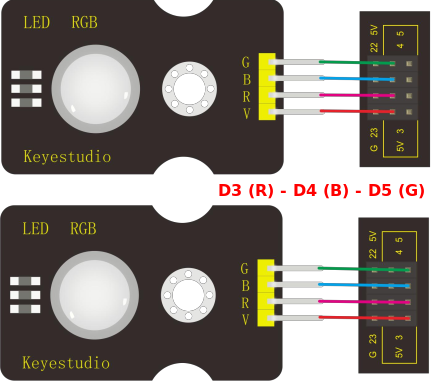 LED RGB
G
B
R
V
Keyestudio
22 5V
4 5
G 23
5V 3
D3 (R) - D4 (B) - D5 (G)
LED RGB
G
B
R
V
Keyestudio
22 5V
4 5
G 23
5V 3